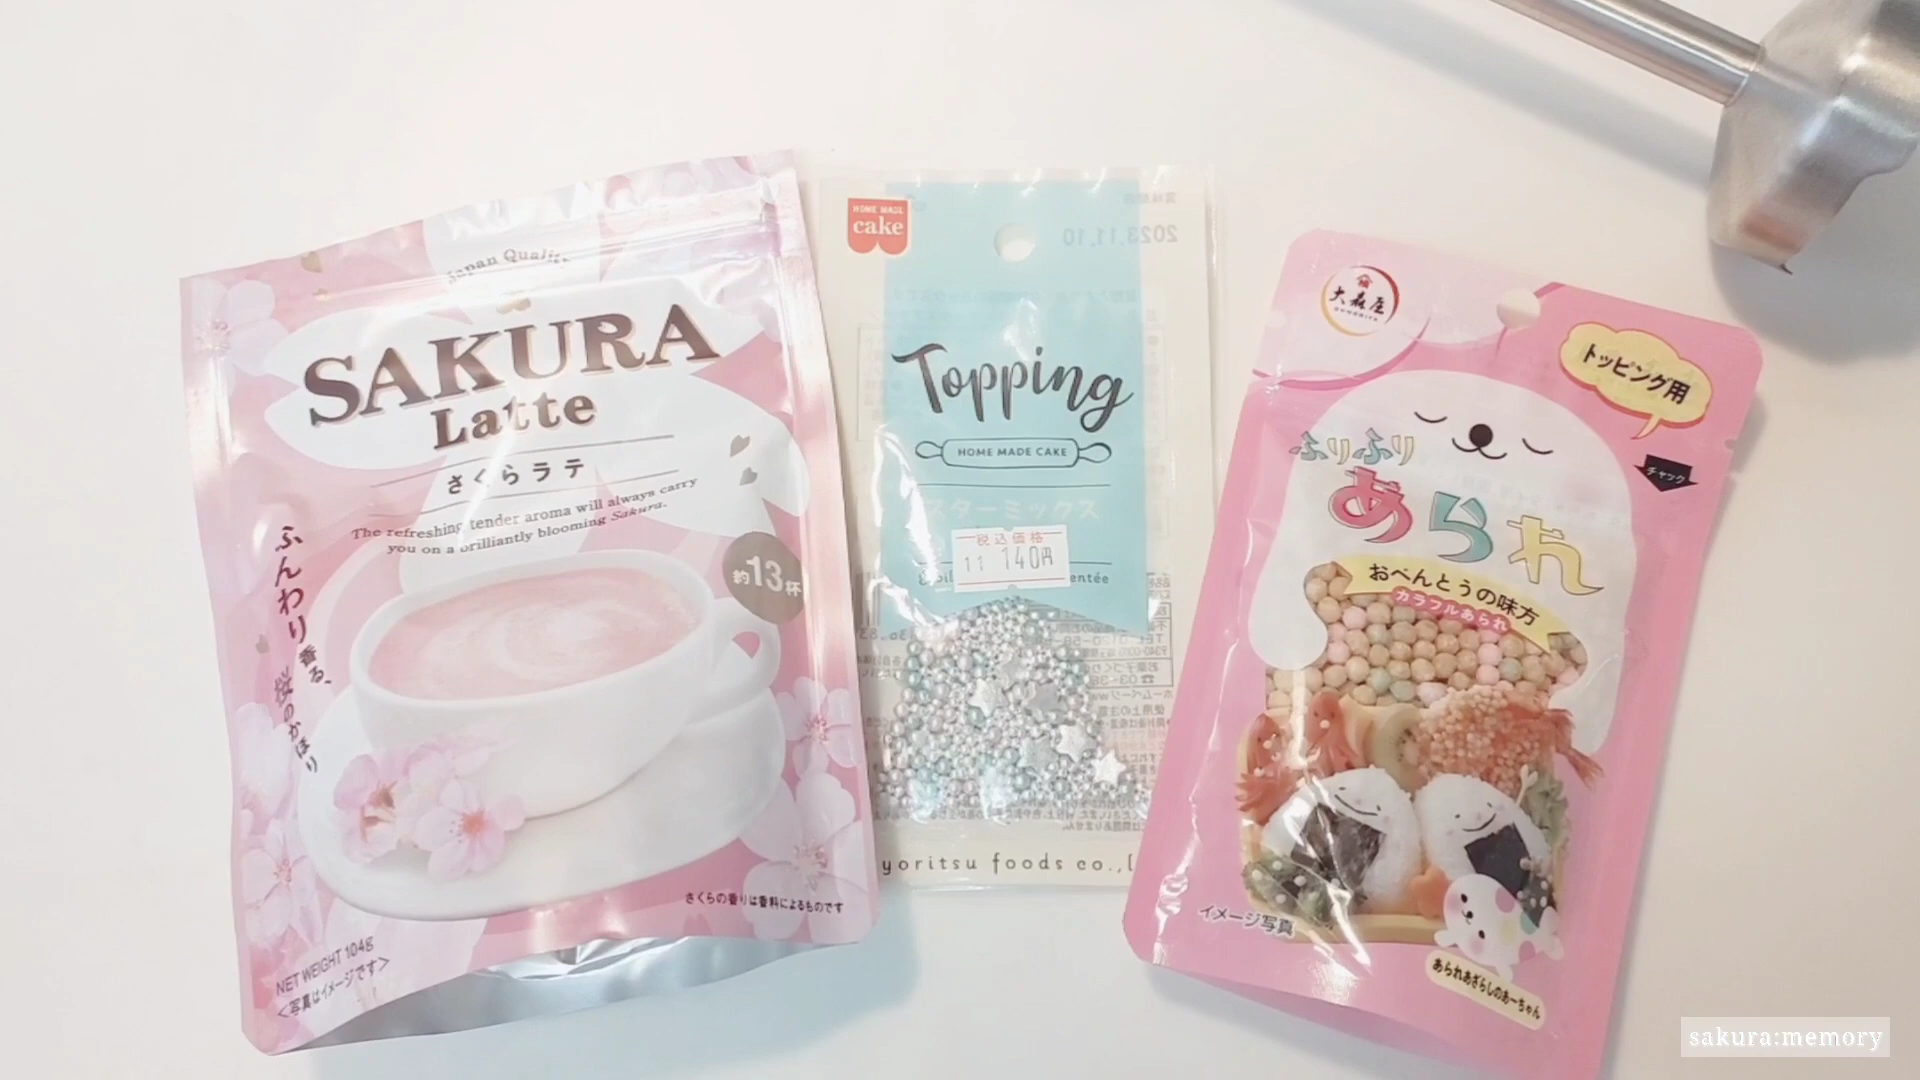 Japan Quality
SAKURA
Latte
さくらラテ
The refreshing tender aroma will always carry
you on a brilliantly blooming Sakura.
ふんわり香る、
桜のかほり
約13杯
さくらの香りは香料によるものです
NET WEIGHT 104g
<写真はイメージです>
HOME MADE
cake
2023.11.10
Topping
HOME MADE CAKE
スターミックス
税込価格
11 140円
yoritsu foods co.,
大森屋
OHMORIYA
トッピング用
チャック
ふりふり
あられ
おべんとうの味方
カラフルあられ
イメージ写真
あられあざらしのあーちゃん
sakura:memory